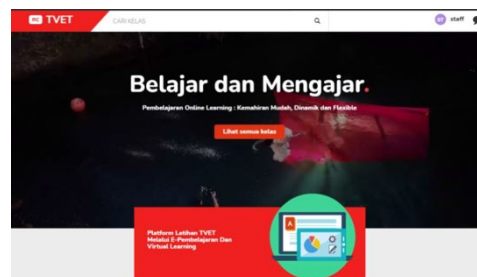 TVET
CARI KELAS
staff
Belajar dan Mengajar.
Pembelajaran Online Learning : Kemahiran Mudah, Dinamik dan Flexible
Lihat semua kelas
Platform Latihan TVET
Melalui E-Pembelajaran Dan
Virtual Learning
A